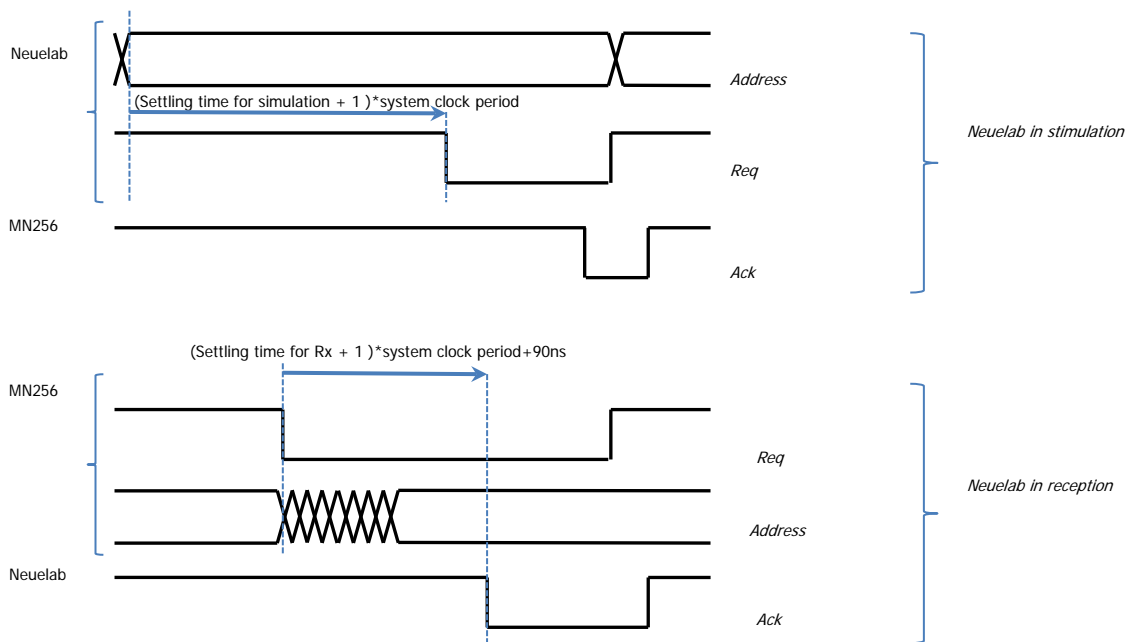 Neuelab
Address
(Settling time for simulation + 1 )*system clock period
Neuelab in stimulation
Req
MN256
Ack
(Settling time for Rx + 1 )*system clock period+90ns
MN256
Req
Neuelab in reception
Address
Neuelab
Ack